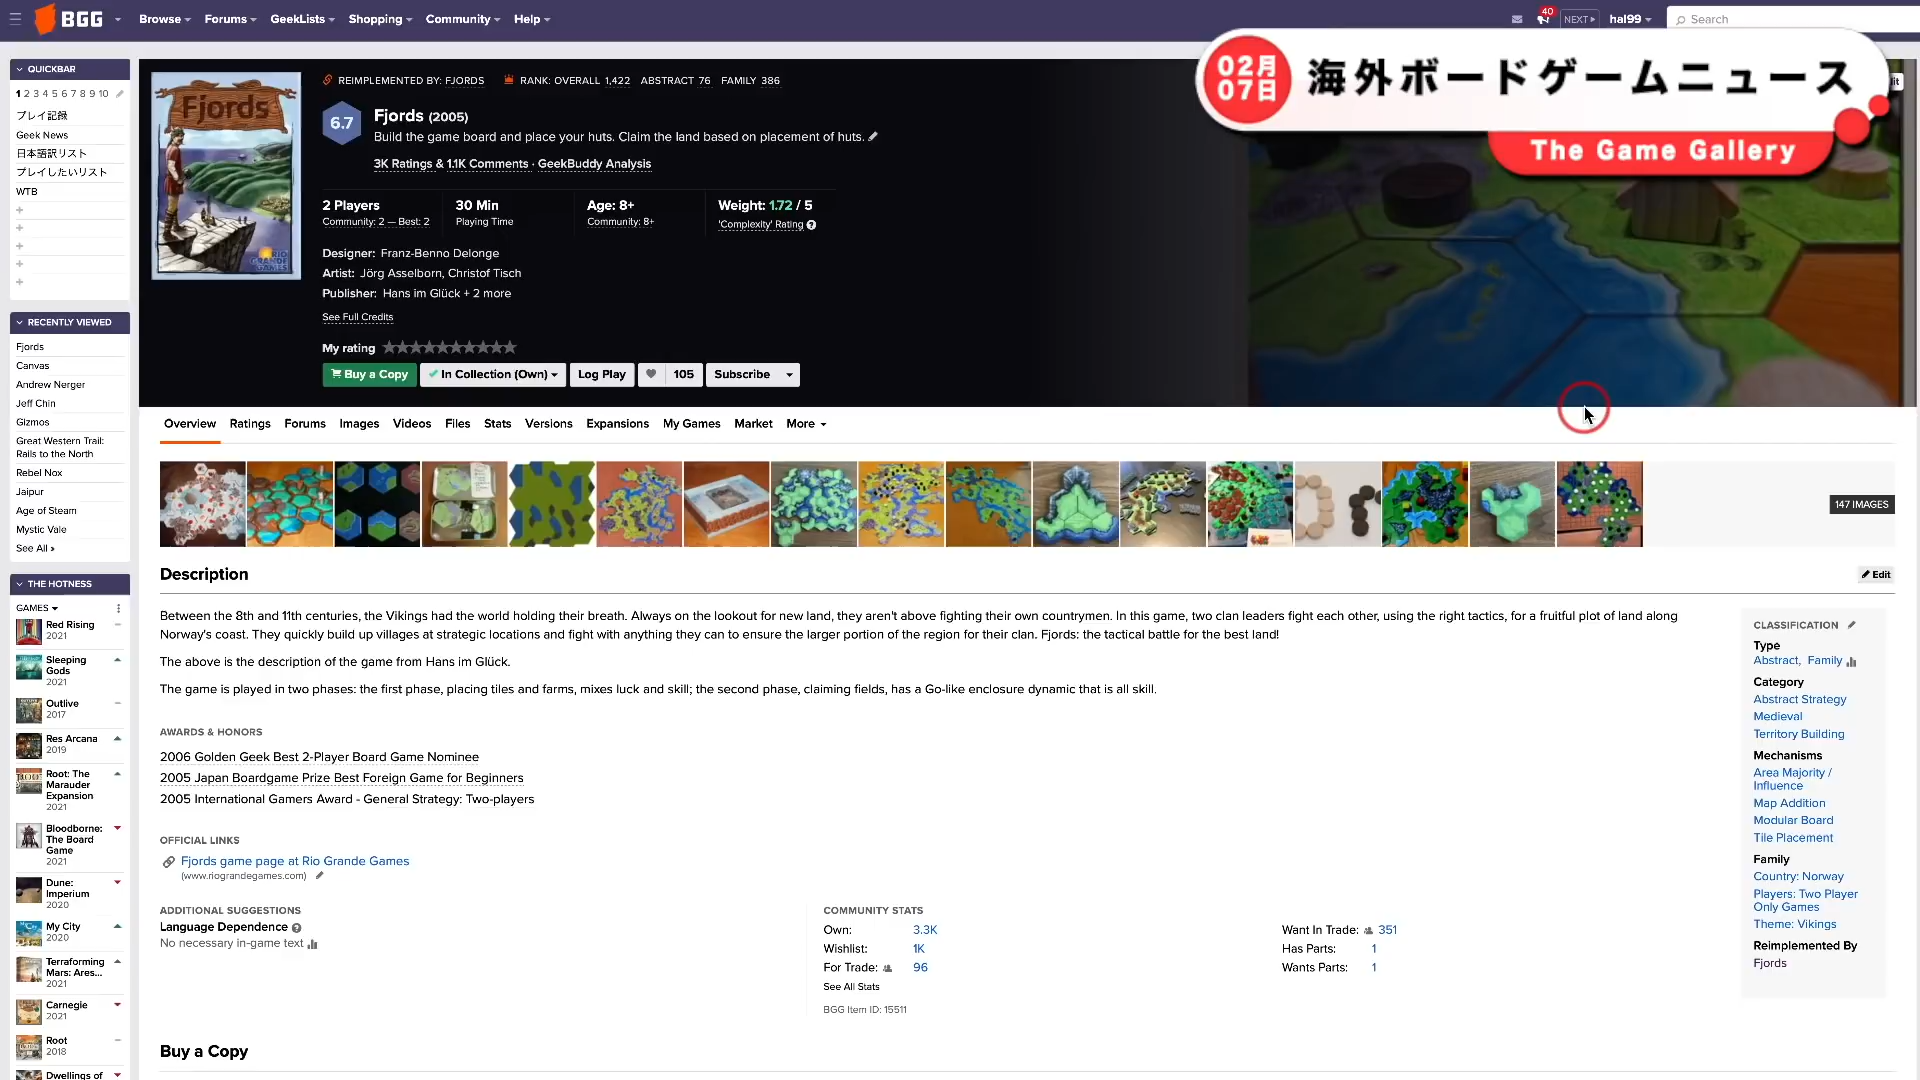 BGG
Browse
Forums
GeekLists
Shopping
Community
Help
40
NEXT
hal99
Search
02月
07日
海外ボードゲームニュース
The Game Gallery
QUICKBAR
1 2 3 4 5 6 7 8 9 10
プレイ記録
Geek News
日本語訳リスト
プレイしたいリスト
WTB
RECENTLY VIEWED
Fjords
Canvas
Andrew Nerger
Jeff Chin
Gizmos
Great Western Trail:
Rails to the North
Rebel Nox
Jaipur
Age of Steam
Mystic Vale
See All »
THE HOTNESS
GAMES
Red Rising
2021
Sleeping
Gods
2021
Outlive
2017
Res Arcana
2019
Root: The
Marauder
Expansion
2021
Bloodborne:
The Board
Game
2021
Dune:
Imperium
2020
My City
2020
Terraforming
Mars: Ares...
2021
Carnegie
2021
Root
2018
Dwellings of
Fjords
RIO
GRANDE
GAMES
REIMPLEMENTED BY: FJORDS
RANK: OVERALL 1,422 ABSTRACT 76 FAMILY 386
6.7
Fjords (2005)
Build the game board and place your huts. Claim the land based on placement of huts.
3K Ratings & 1.1K Comments · GeekBuddy Analysis
2 Players
Community: 2 — Best: 2
30 Min
Playing Time
Age: 8+
Community: 8+
Weight: 1.72 / 5
'Complexity' Rating
Designer: Franz-Benno Delonge
Artist: Jörg Asselborn, Christof Tisch
Publisher: Hans im Glück + 2 more
See Full Credits
My rating
Buy a Copy
In Collection (Own)
Log Play
105
Subscribe
Overview
Ratings
Forums
Images
Videos
Files
Stats
Versions
Expansions
My Games
Market
More
147 IMAGES
Description
Edit
Between the 8th and 11th centuries, the Vikings had the world holding their breath. Always on the lookout for new land, they aren't above fighting their own countrymen. In this game, two clan leaders fight each other, using the right tactics, for a fruitful plot of land along
Norway's coast. They quickly build up villages at strategic locations and fight with anything they can to ensure the larger portion of the region for their clan. Fjords: the tactical battle for the best land!
The above is the description of the game from Hans im Glück.
The game is played in two phases: the first phase, placing tiles and farms, mixes luck and skill; the second phase, claiming fields, has a Go-like enclosure dynamic that is all skill.
AWARDS & HONORS
2006 Golden Geek Best 2-Player Board Game Nominee
2005 Japan Boardgame Prize Best Foreign Game for Beginners
2005 International Gamers Award - General Strategy: Two-players
OFFICIAL LINKS
Fjords game page at Rio Grande Games
(www.riograndegames.com)
ADDITIONAL SUGGESTIONS
Language Dependence
No necessary in-game text
COMMUNITY STATS
Own: 3.3K
Wishlist: 1K
For Trade: 96
See All Stats
BGG Item ID: 15511
Want In Trade: 351
Has Parts: 1
Wants Parts: 1
CLASSIFICATION
Type
Abstract, Family
Category
Abstract Strategy
Medieval
Territory Building
Mechanisms
Area Majority /
Influence
Map Addition
Modular Board
Tile Placement
Family
Country: Norway
Players: Two Player
Only Games
Theme: Vikings
Reimplemented By
Fjords
Buy a Copy